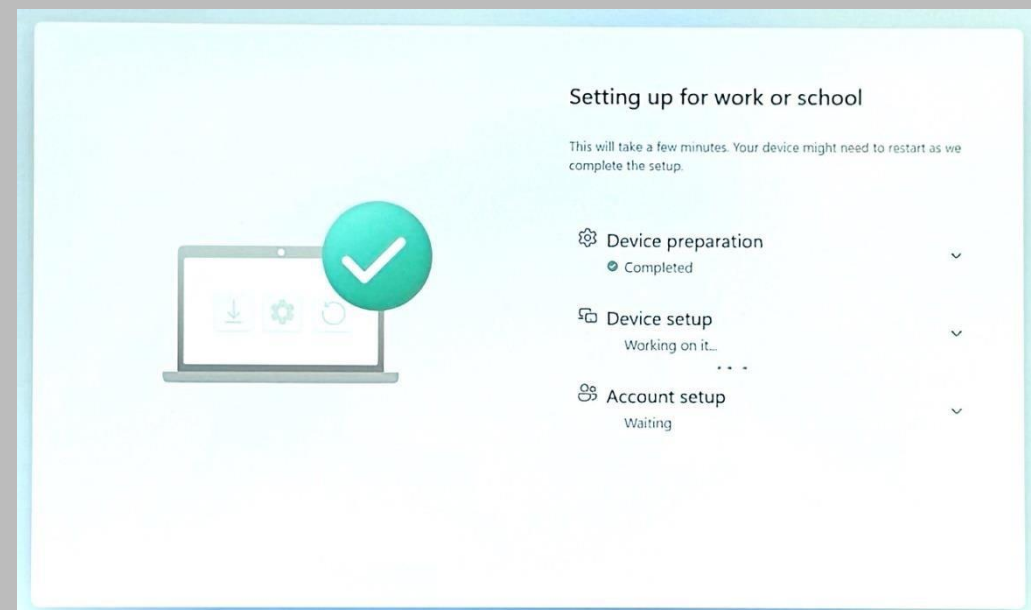 Setting up for work or school
This will take a few minutes. Your device might need to restart as we
complete the setup.
Device preparation
Completed
Device setup
Working on it...
Account setup
Waiting